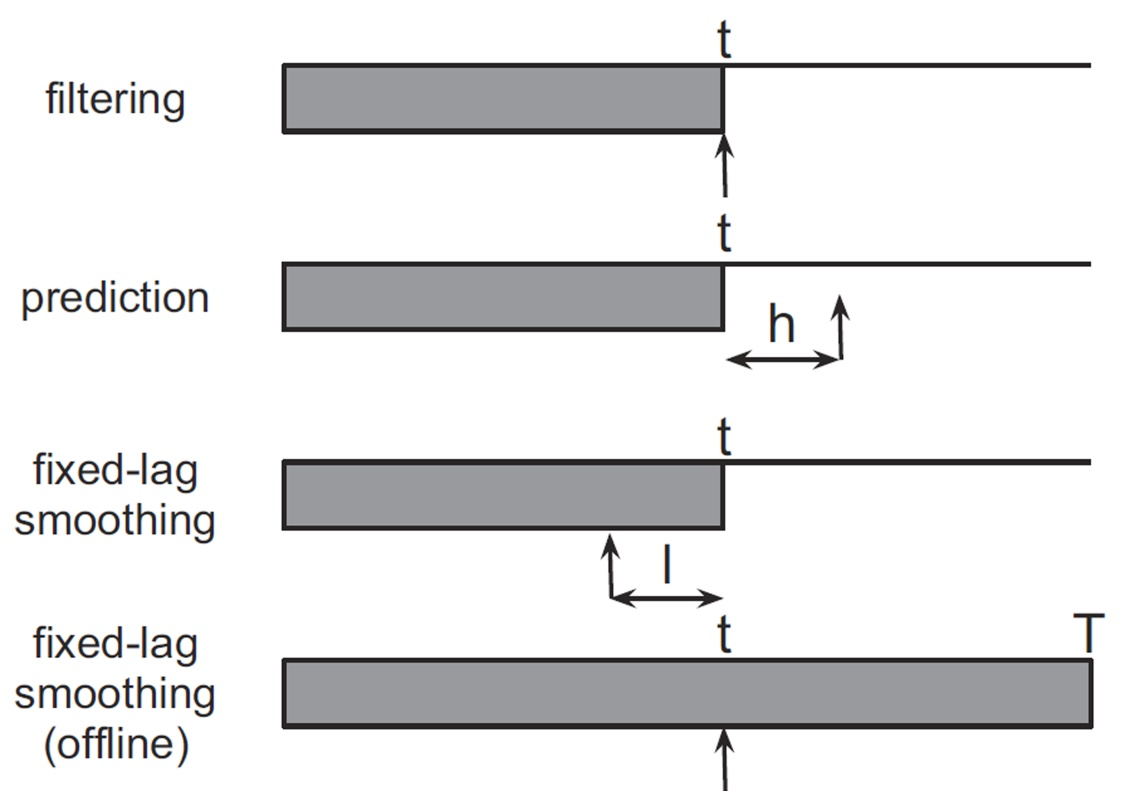 t
filtering
t
prediction
h
t
fixed-lag
smoothing
l
t
T
fixed-lag
smoothing
(offline)